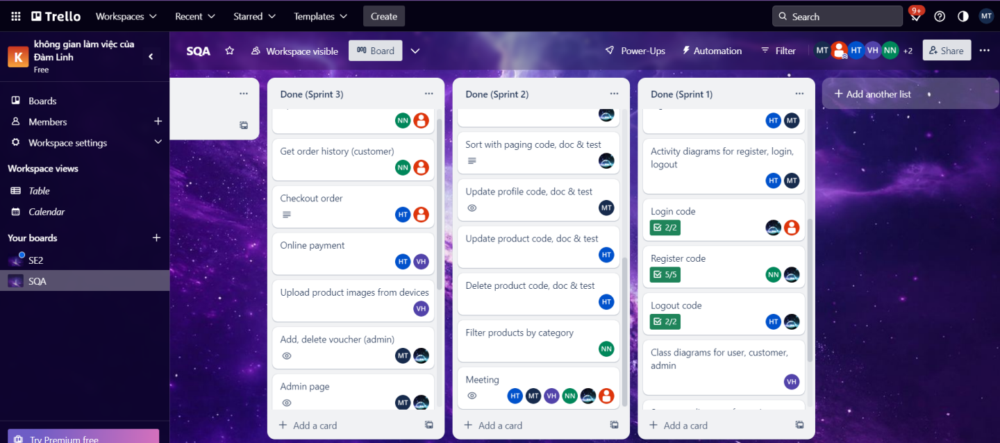 Trello
Workspaces
Recent
Starred
Templates
Create
Search
9+
MT
K
không gian làm việc của
Đàm Linh
Free
SQA
Workspace visible
Board
Power-Ups
Automation
Filter
MT
HT
VH
NN
+2
Share
Boards
Members
Workspace settings
Workspace views
Table
Calendar
Your boards
SE2
SQA
Try Premium free
Done (Sprint 3)
NN
Get order history (customer)
NN
Checkout order
HT
Online payment
HT VH
Upload product images from devices
VH
Add, delete voucher (admin)
MT
Admin page
MT
Add a card
Done (Sprint 2)
Sort with paging code, doc & test
Update profile code, doc & test
MT
Update product code, doc & test
HT
Delete product code, doc & test
HT
Filter products by category
NN
Meeting
HT MT VH NN
Add a card
Done (Sprint 1)
HT MT
Activity diagrams for register, login,
logout
HT MT
Login code
2/2
Register code
5/5
NN
Logout code
2/2
HT
Class diagrams for user, customer,
admin
VH
Add a card
Add another list